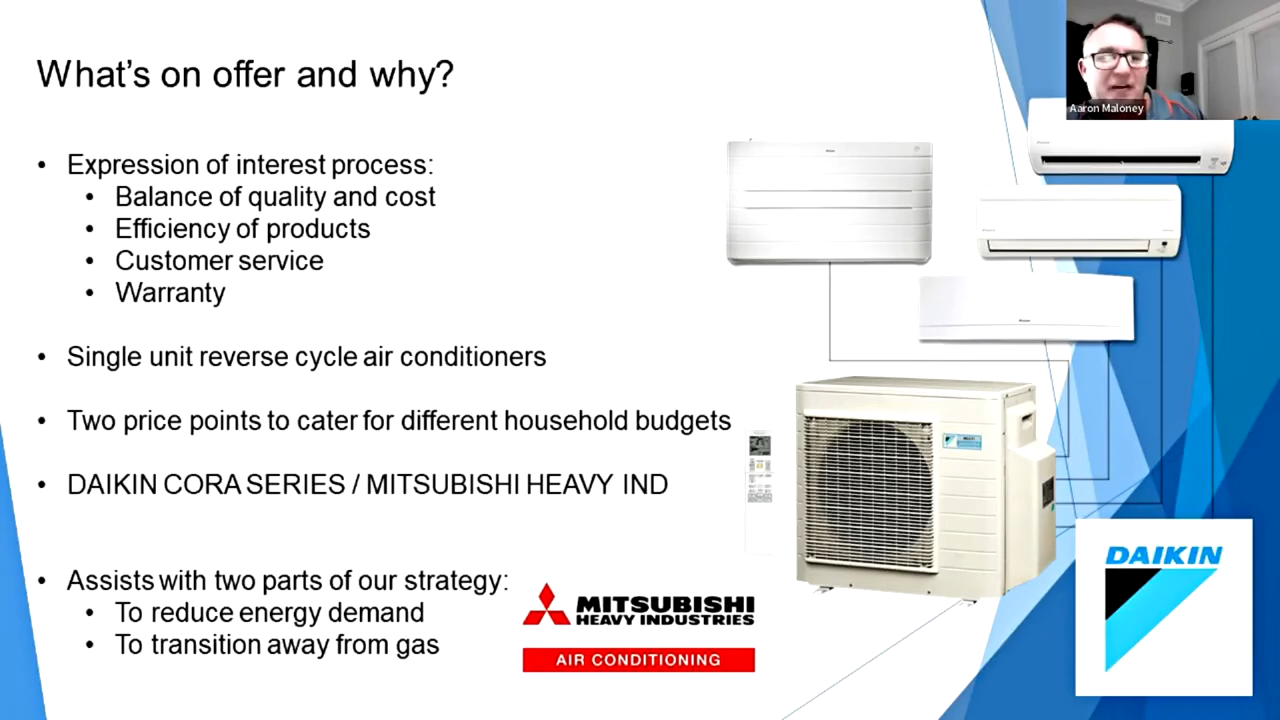 What's on offer and why?
Aaron Maloney
• Expression of interest process:
• Balance of quality and cost
• Efficiency of products
• Customer service
• Warranty
• Single unit reverse cycle air conditioners
• Two price points to cater for different household budgets
• DAIKIN CORA SERIES / MITSUBISHI HEAVY IND
• Assists with two parts of our strategy:
• To reduce energy demand
• To transition away from gas
MITSUBISHI
HEAVY INDUSTRIES
AIR CONDITIONING
DAIKIN